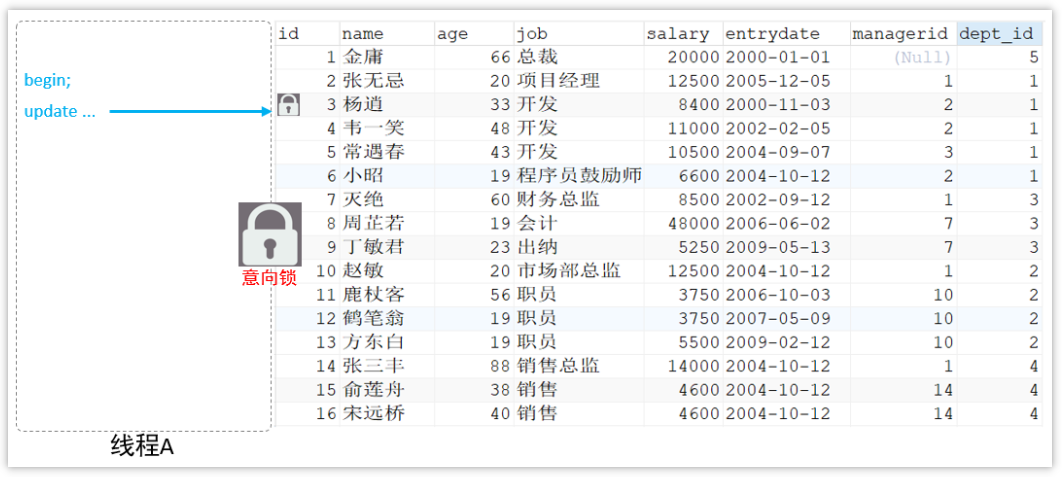 id name age job salary entrydate managerid dept_id
1 金庸 66 总裁 20000 2000-01-01 (Null) 5
begin;
2 张无忌 20 项目经理 12500 2005-12-05 1 1
update ...
3 杨逍 33 开发 8400 2000-11-03 2 1
4 韦一笑 48 开发 11000 2002-02-05 2 1
5 常遇春 43 开发 10500 2004-09-07 3 1
6 小昭 19 程序员鼓励师 6600 2004-10-12 2 1
7 灭绝 60 财务总监 8500 2002-09-12 1 3
8 周芷若 19 会计 48000 2006-06-02 7 3
9 丁敏君 23 出纳 5250 2009-05-13 7 3
意向锁
10 赵敏 20 市场部总监 12500 2004-10-12 1 2
11 鹿杖客 56 职员 3750 2006-10-03 10 2
12 鹤笔翁 19 职员 3750 2007-05-09 10 2
13 方东白 19 职员 5500 2009-02-12 10 2
14 张三丰 88 销售总监 14000 2004-10-12 1 4
15 俞莲舟 38 销售 4600 2004-10-12 14 4
16 宋远桥 40 销售 4600 2004-10-12 14 4
线程A